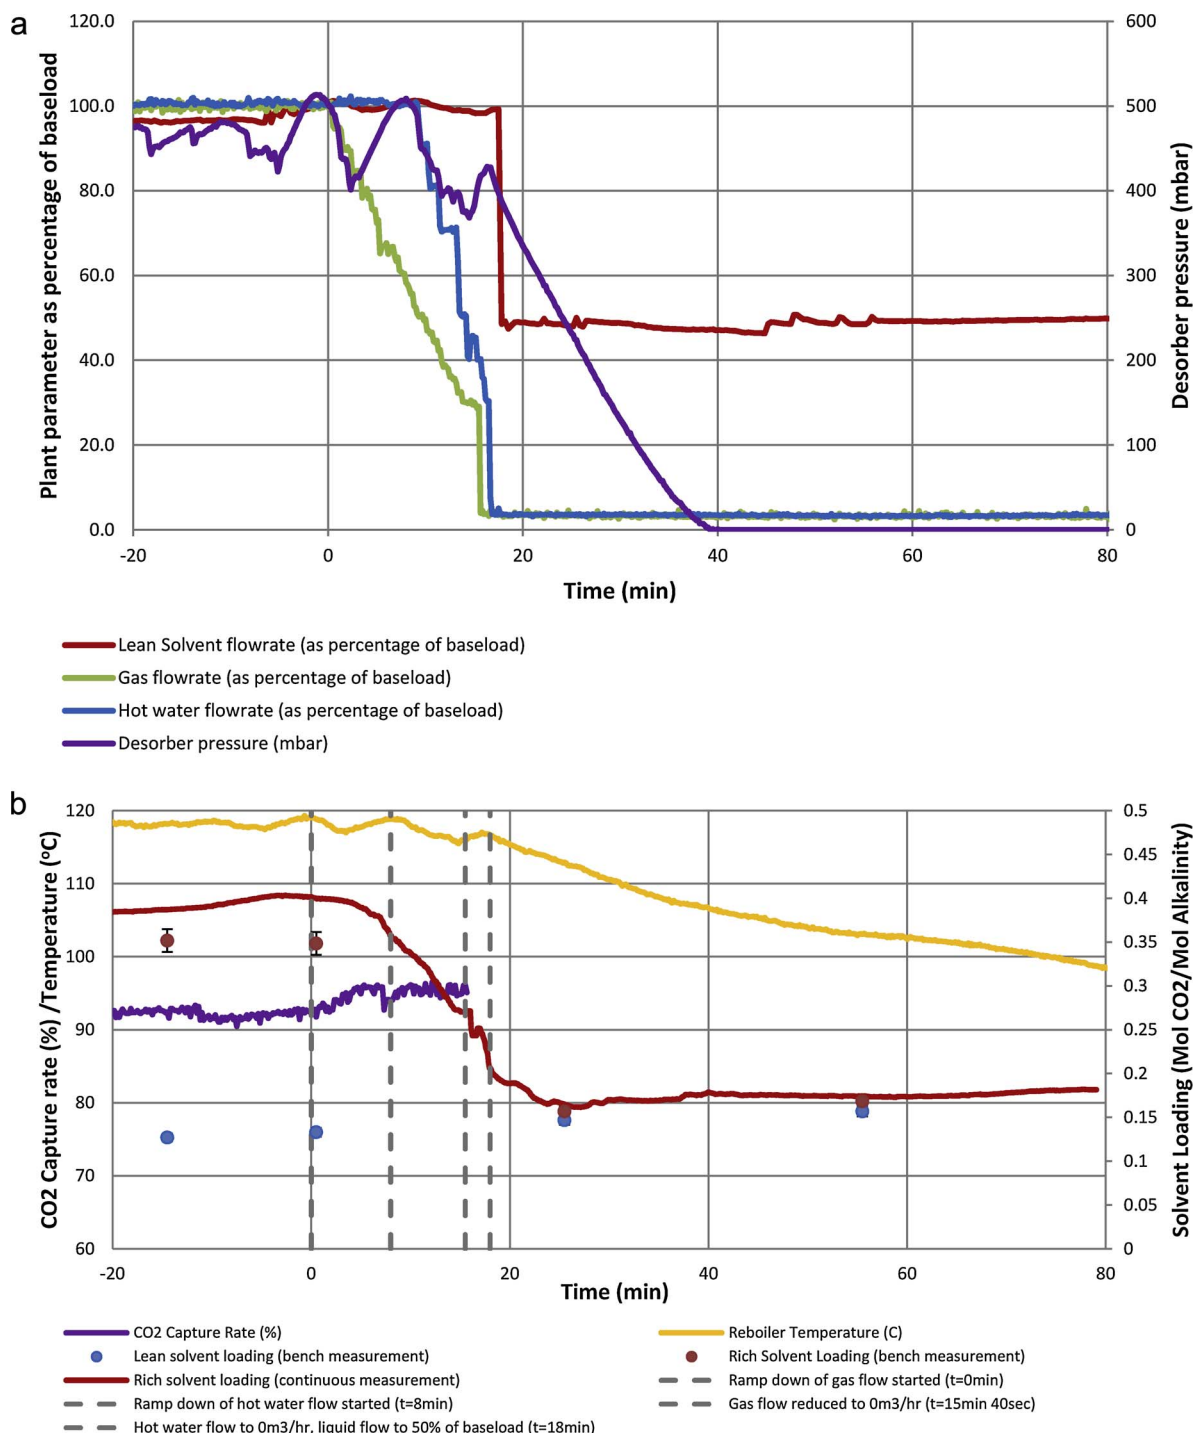 a
120.0
100.0
80.0
60.0
40.0
20.0
0.0
Plant parameter as percentage of baseload
600
500
400
300
200
100
0
Desorber pressure (mbar)
-20 0 20 40 60 80
Time (min)
Lean Solvent flowrate (as percentage of baseload)
Gas flowrate (as percentage of baseload)
Hot water flowrate (as percentage of baseload)
Desorber pressure (mbar)
b
120
110
100
90
80
70
60
CO2 Capture rate (%) /Temperature (ºC)
0.5
0.45
0.4
0.35
0.3
0.25
0.2
0.15
0.1
0.05
0
Solvent Loading (Mol CO2/Mol Alkalinity)
-20 0 20 40 60 80
Time (min)
CO2 Capture Rate (%)
Reboiler Temperature (C)
Lean solvent loading (bench measurement)
Rich Solvent Loading (bench measurement)
Rich solvent loading (continuous measurement)
Ramp down of gas flow started (t=0min)
Ramp down of hot water flow started (t=8min)
Gas flow reduced to 0m3/hr (t=15min 40sec)
Hot water flow to 0m3/hr, liquid flow to 50% of baseload (t=18min)